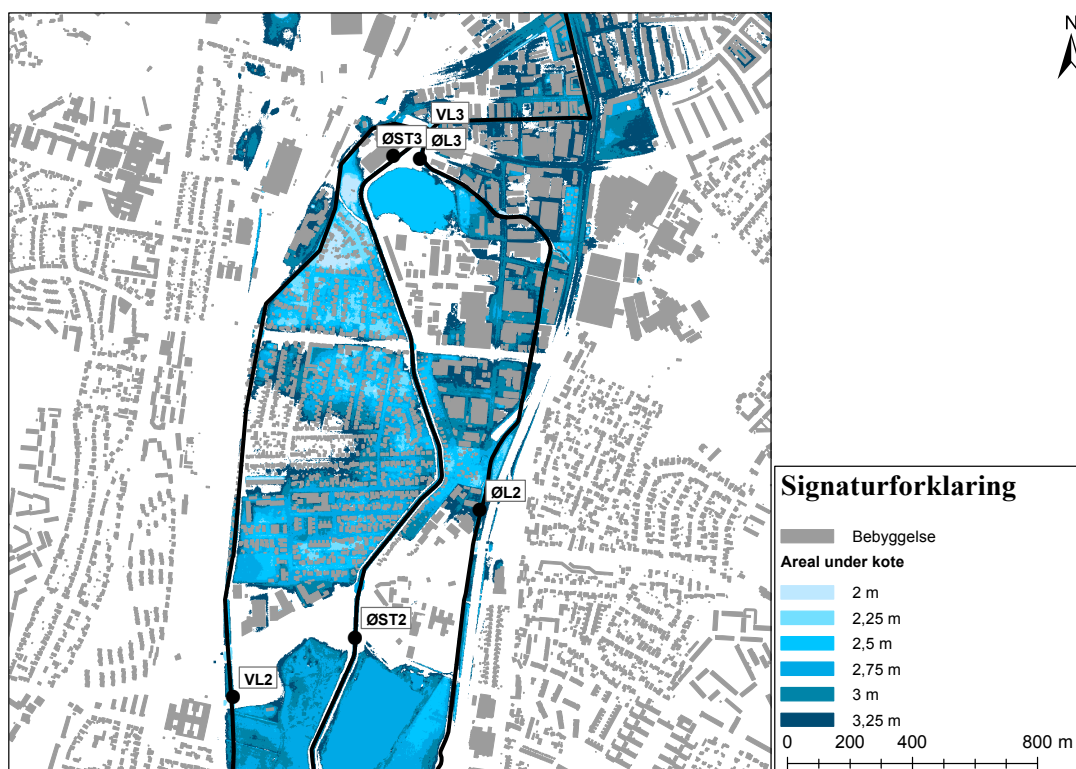 N
VL3
ØST3
ØL3
ØL2
ØST2
VL2
Signaturforklaring
Bebyggelse
Areal under kote
2 m
2,25 m
2,5 m
2,75 m
3 m
3,25 m
0 200 400 800 m